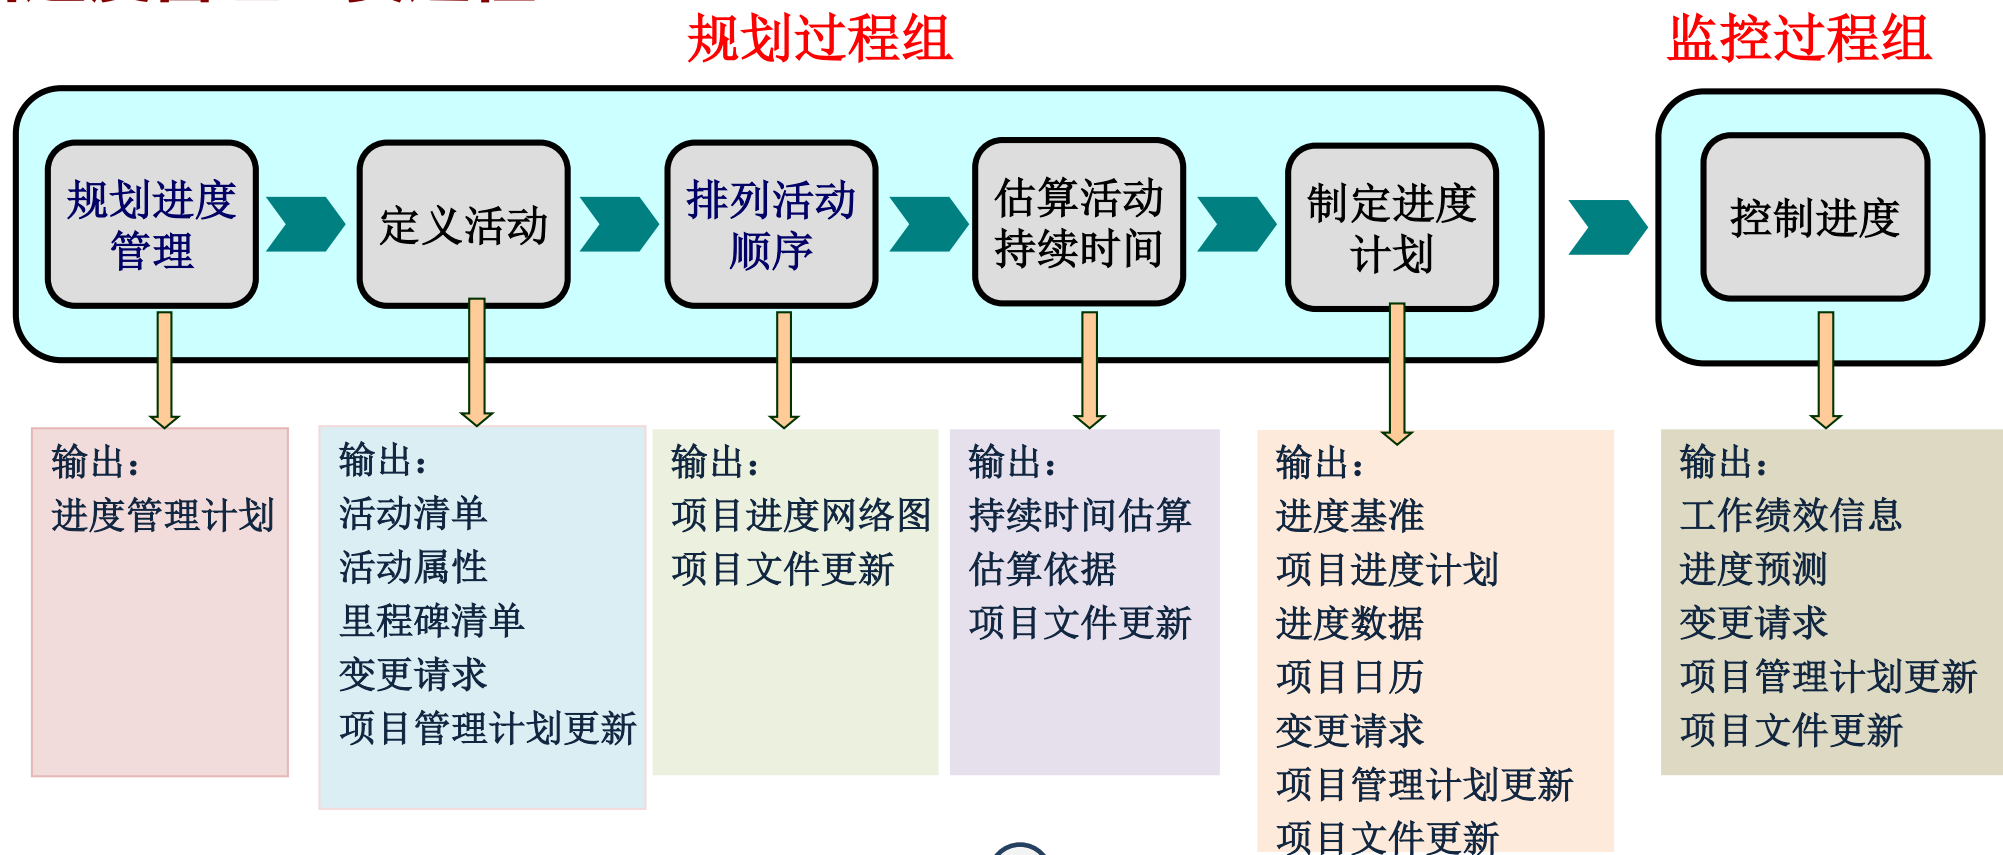 规划过程组
监控过程组
规划进度
管理
定义活动
排列活动
顺序
估算活动
持续时间
制定进度
计划
控制进度
输出：
进度管理计划
输出：
活动清单
活动属性
里程碑清单
变更请求
项目管理计划更新
输出：
项目进度网络图
项目文件更新
输出：
持续时间估算
估算依据
项目文件更新
输出：
进度基准
项目进度计划
进度数据
项目日历
变更请求
项目管理计划更新
项目文件更新
输出：
工作绩效信息
进度预测
变更请求
项目管理计划更新
项目文件更新